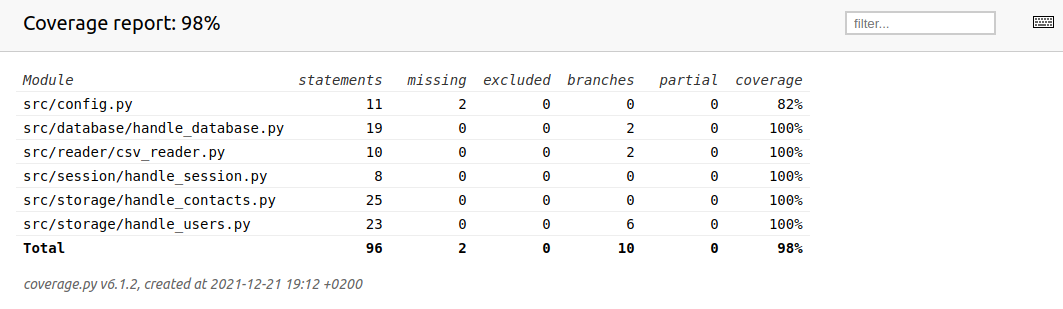 Coverage report: 98%
filter...
Module statements missing excluded branches partial coverage
src/config.py 11 2 0 0 0 82%
src/database/handle_database.py 19 0 0 2 0 100%
src/reader/csv_reader.py 10 0 0 2 0 100%
src/session/handle_session.py 8 0 0 0 0 100%
src/storage/handle_contacts.py 25 0 0 0 0 100%
src/storage/handle_users.py 23 0 0 6 0 100%
Total 96 2 0 10 0 98%
coverage.py v6.1.2, created at 2021-12-21 19:12 +0200